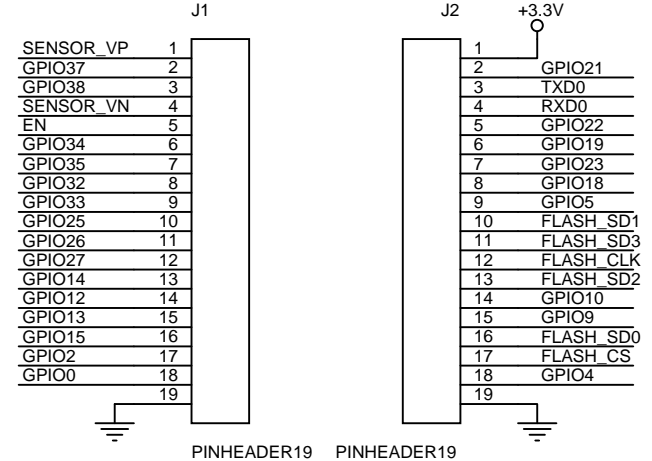 J1
SENSOR_VP 1
GPIO37 2
GPIO38 3
SENSOR_VN 4
EN 5
GPIO34 6
GPIO35 7
GPIO32 8
GPIO33 9
GPIO25 10
GPIO26 11
GPIO27 12
GPIO14 13
GPIO12 14
GPIO13 15
GPIO15 16
GPIO2 17
GPIO0 18
19
PINHEADER19
J2
+3.3V
1
2 GPIO21
3 TXD0
4 RXD0
5 GPIO22
6 GPIO19
7 GPIO23
8 GPIO18
9 GPIO5
10 FLASH_SD1
11 FLASH_SD3
12 FLASH_CLK
13 FLASH_SD2
14 GPIO10
15 GPIO9
16 FLASH_SD0
17 FLASH_CS
18 GPIO4
19
PINHEADER19